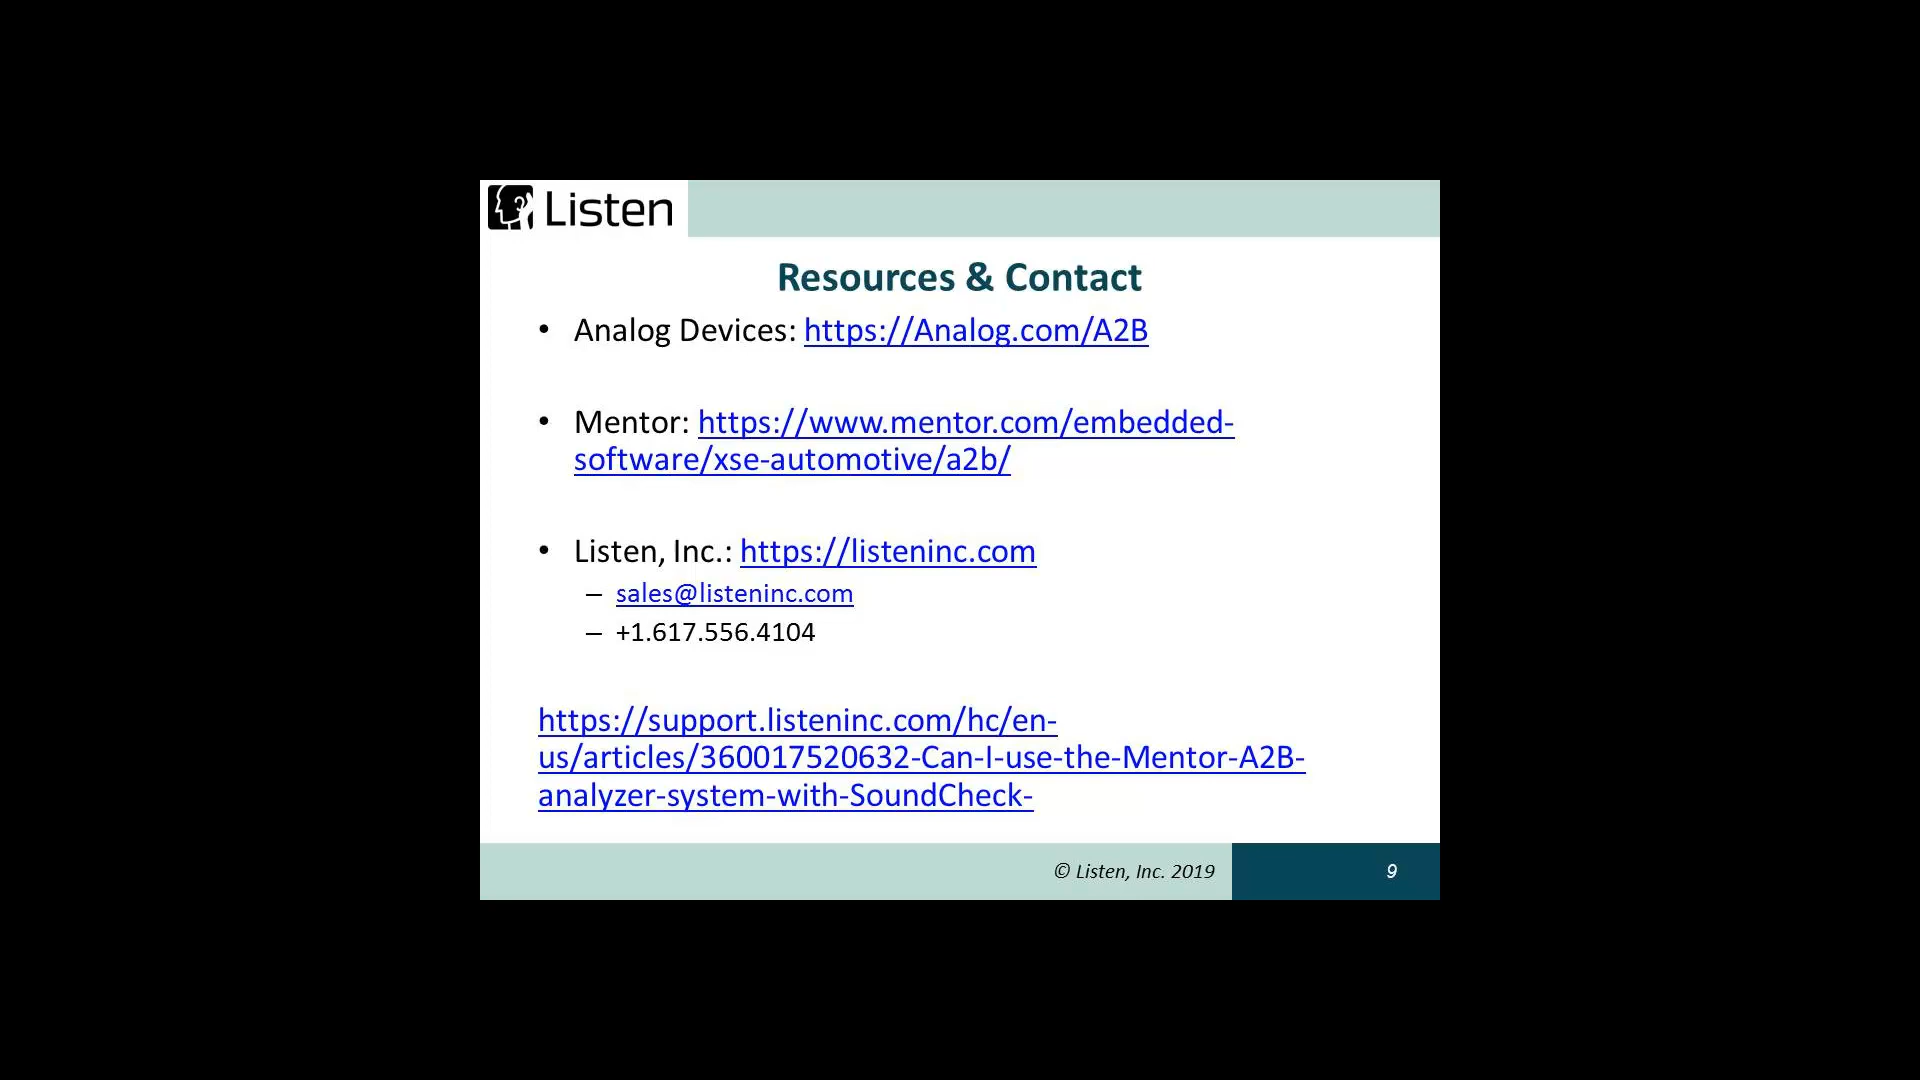 Listen
Resources & Contact
• Analog Devices: https://Analog.com/A2B
• Mentor: https://www.mentor.com/embedded-
software/xse-automotive/a2b/
• Listen, Inc.: https://listeninc.com
– sales@listeninc.com
– +1.617.556.4104
https://support.listeninc.com/hc/en-
us/articles/360017520632-Can-I-use-the-Mentor-A2B-
analyzer-system-with-SoundCheck-
© Listen, Inc. 2019
9